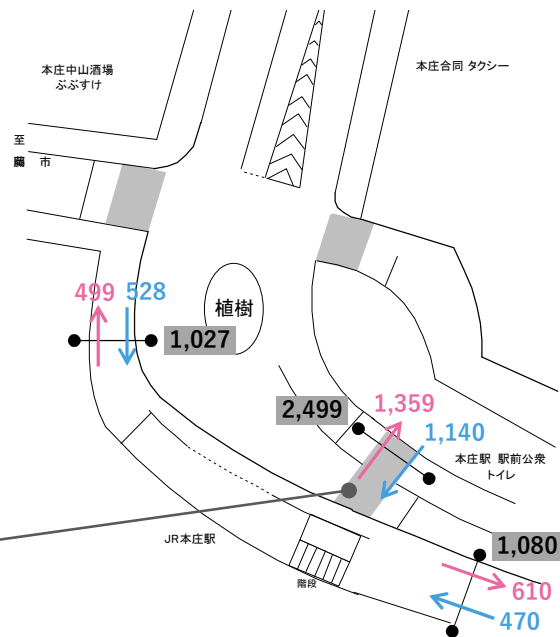 本庄中山酒場
ぶぶすけ
本庄合同 タクシー
至
市
499
528
植樹
1,027
2,499
1,359
1,140
本庄駅 駅前公衆
トイレ
JR本庄駅
階段
1,080
610
470